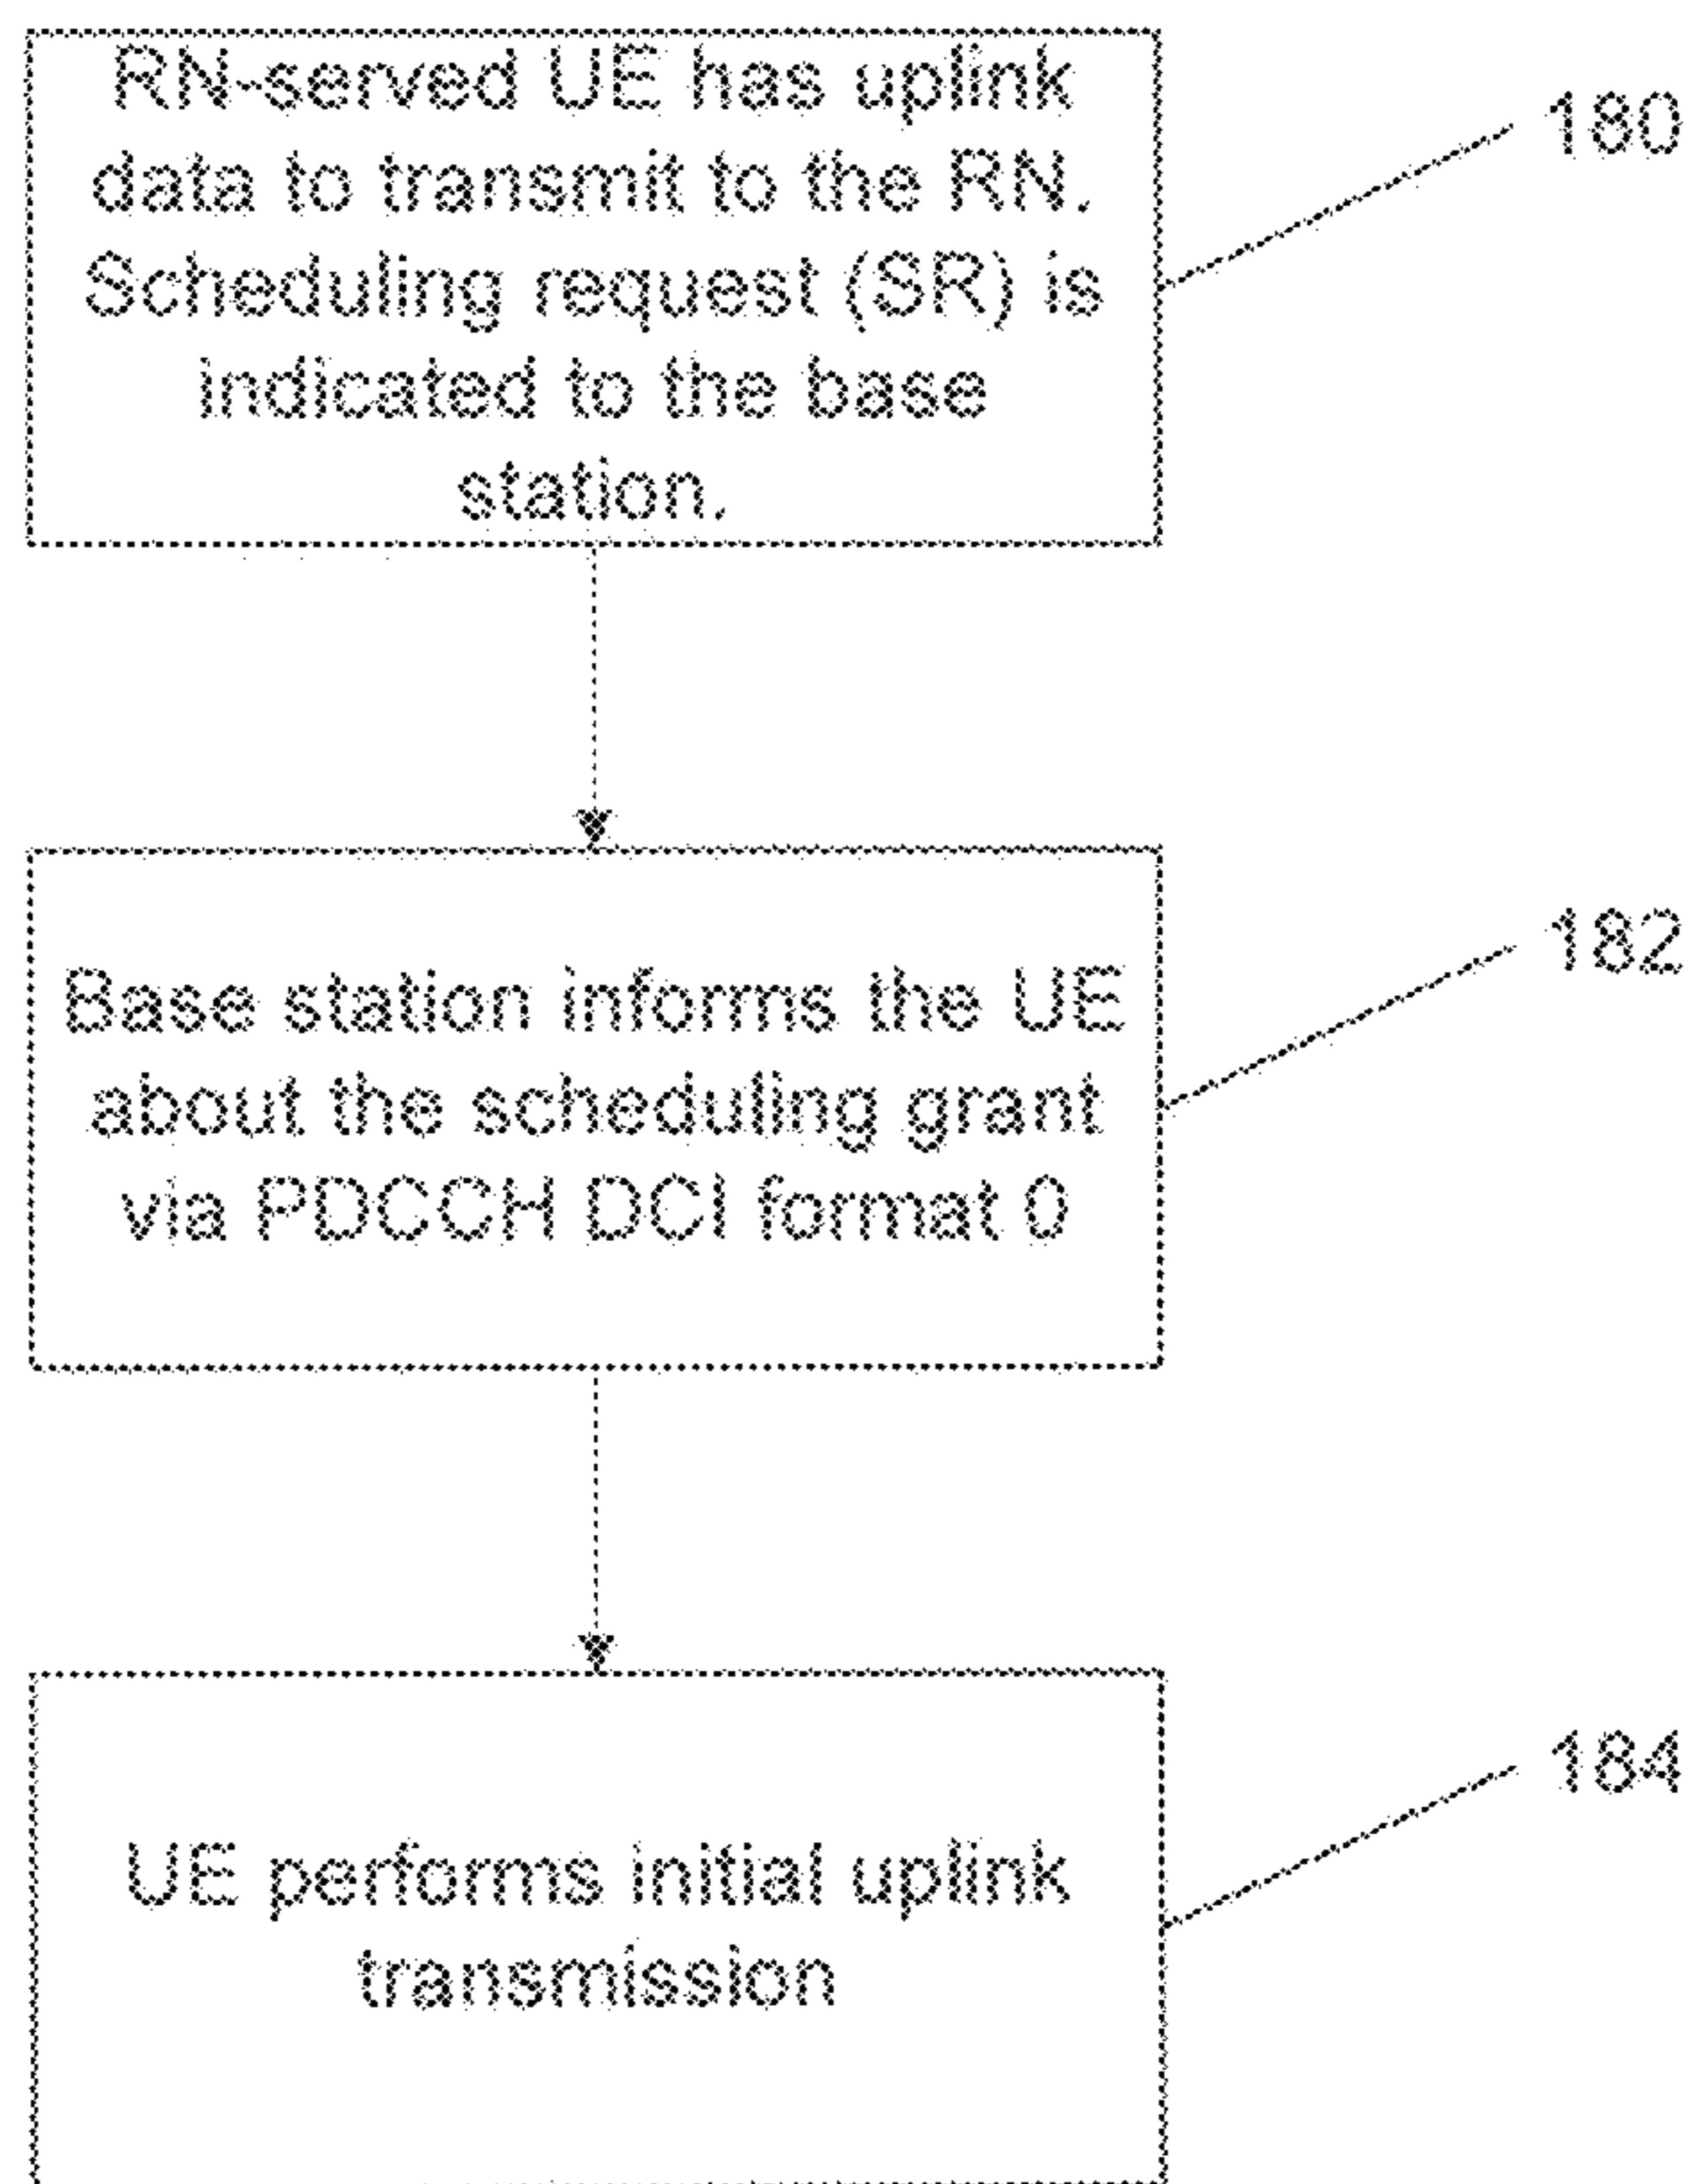 RN-served UE has uplink
data to transmit to the RN.
Scheduling request (SR) is
indicated to the base
station.
180
Base station informs the UE
about the scheduling grant
via PDCCH DCI format 0
182
UE performs initial uplink
transmission
184